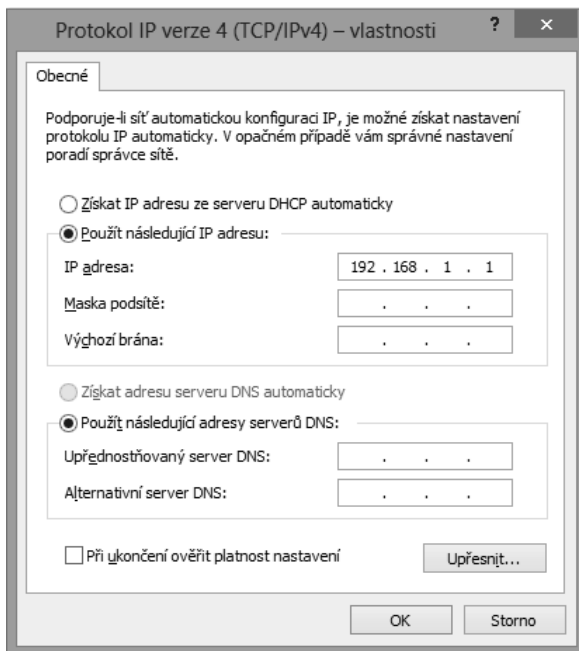 Protokol IP verze 4 (TCP/IPv4) – vlastnosti ? ×
Obecné
Podporuje-li síť automatickou konfiguraci IP, je možné získat nastavení
protokolu IP automaticky. V opačném případě vám správné nastavení
poradí správce sítě.
Získat IP adresu ze serveru DHCP automaticky
Použít následující IP adresu:
IP adresa: 192 . 168 . 1 . 1
Maska podsítě: . . .
Výchozí brána: . . .
Získat adresu serveru DNS automaticky
Použít následující adresy serverů DNS:
Upřednostňovaný server DNS: . . .
Alternativní server DNS: . . .
Při ukončení ověřit platnost nastavení
Upřesnit...
OK Storno